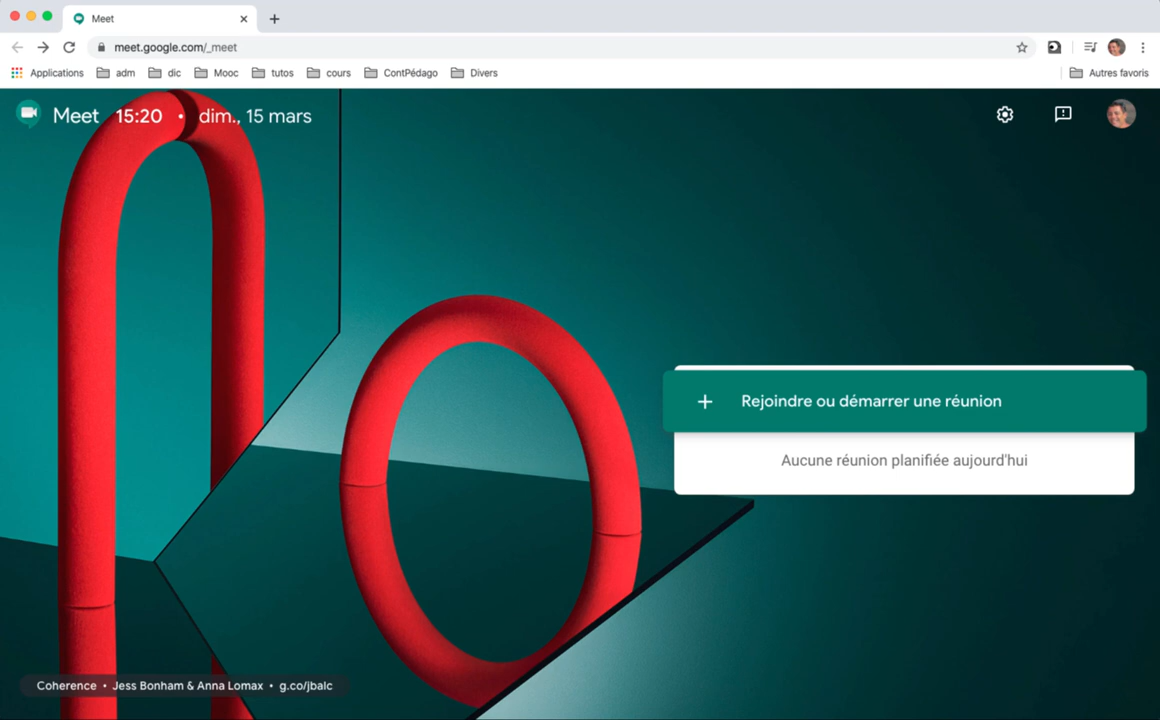 Meet
meet.google.com/_meet
Applications adm dic Mooc tutos cours ContPédago Divers Autres favoris
Meet 15:20 • dim., 15 mars
Rejoindre ou démarrer une réunion
Aucune réunion planifiée aujourd'hui
Coherence • Jess Bonham & Anna Lomax • g.co/jbalc